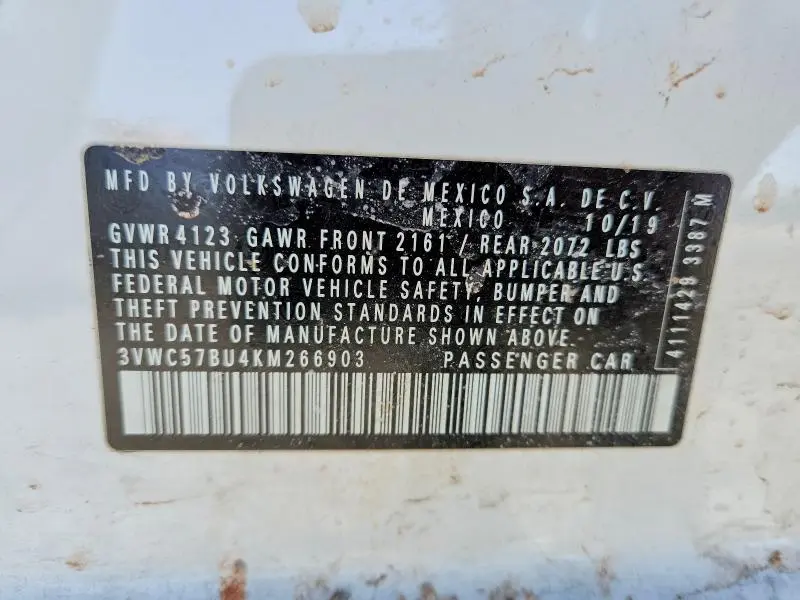 MFD BY VOLKSWAGEN DE MEXICO S.A. DE C.V.
MEXICO 10/19
GVWR 4123 GAWR FRONT 2161 / REAR 2072 LBS
THIS VEHICLE CONFORMS TO ALL APPLICABLE U.S.
FEDERAL MOTOR VEHICLE SAFETY, BUMPER AND
THEFT PREVENTION STANDARDS IN EFFECT ON
THE DATE OF MANUFACTURE SHOWN ABOVE.
3VWC57BU4KM266903 PASSENGER CAR
4111429 3387 M